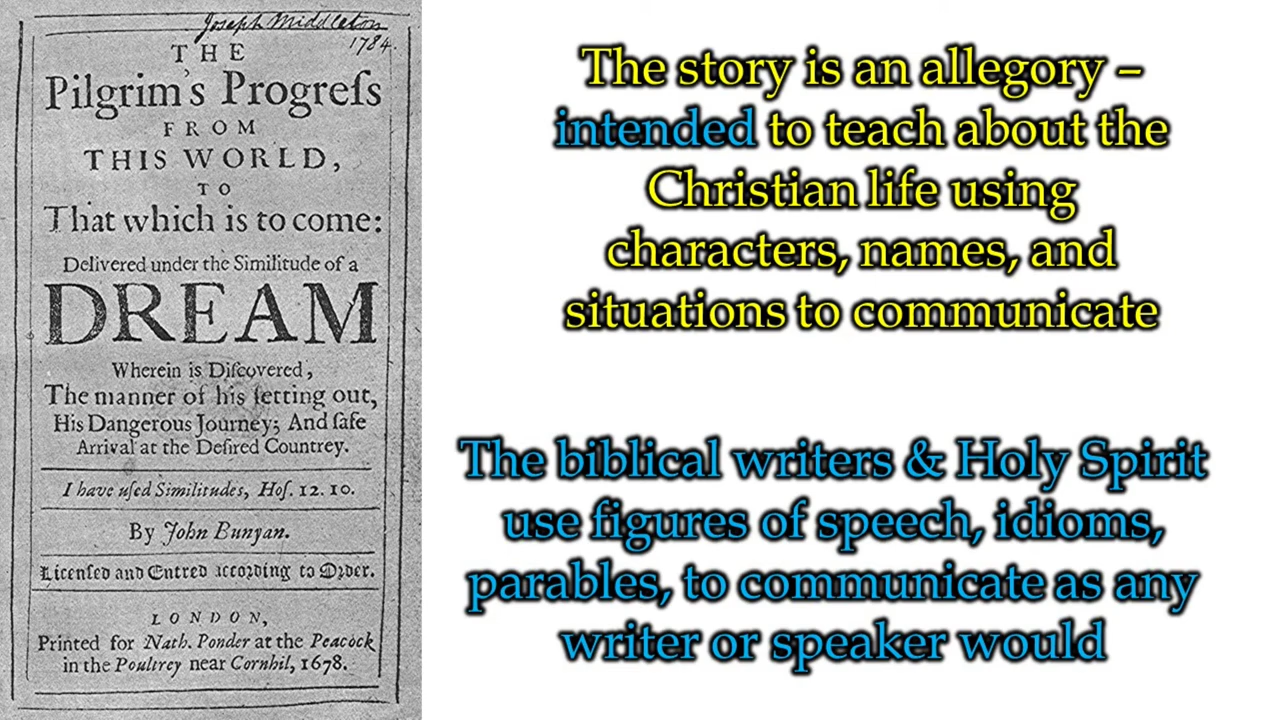 Joseph Middleton
1784.
THE
Pilgrim's Progreſs
FROM
THIS WORLD,
TO
That which is to come:
Delivered under the Similitude of a
DREAM
Wherein is Diſcovered,
The manner of his ſetting out,
His Dangerous Journey; And ſafe
Arrival at the Deſired Countrey.
I have uſed Similitudes, Hoſ. 12. 10.
By John Bunyan.
Licenſed and Entred according to Order.
LONDON,
Printed for Nath. Ponder at the Peacock
in the Poultrey near Cornhil, 1678.
The story is an allegory –
intended to teach about the
Christian life using
characters, names, and
situations to communicate
The biblical writers & Holy Spirit
use figures of speech, idioms,
parables, to communicate as any
writer or speaker would